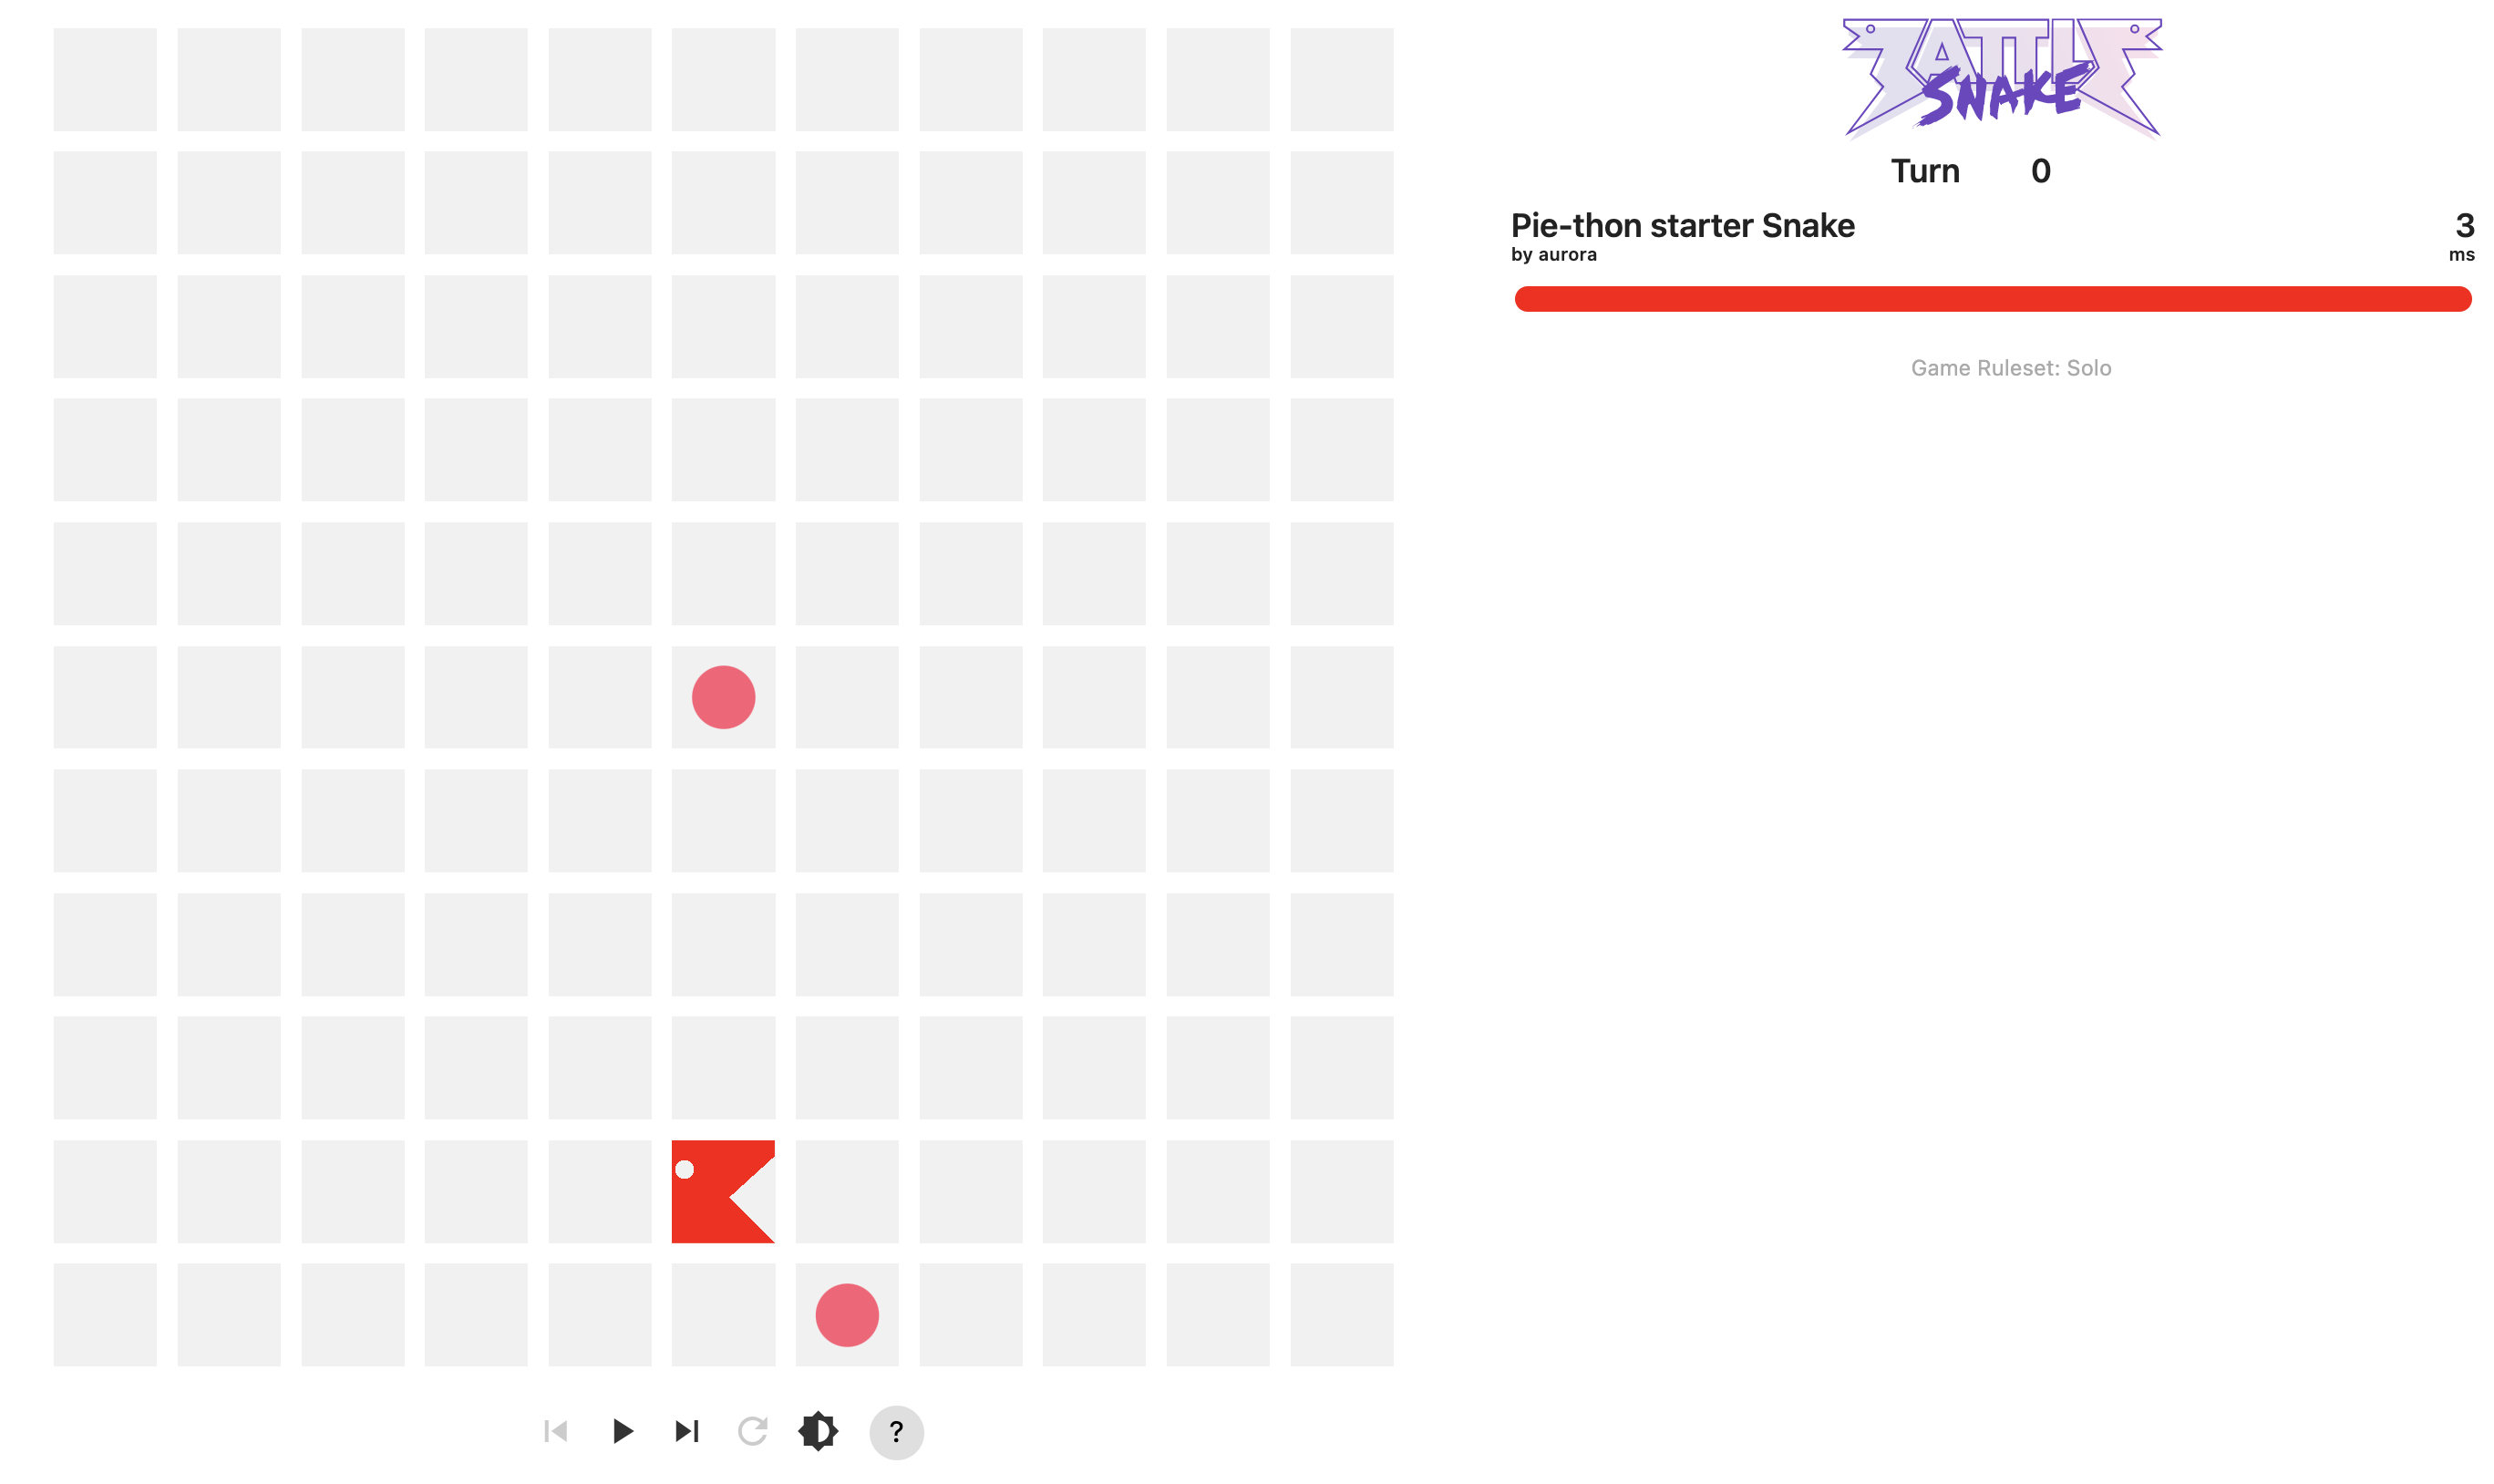 BATTLE
SNAKE
Turn 0
Pie-thon starter Snake 3
by aurora ms
Game Ruleset: Solo
?